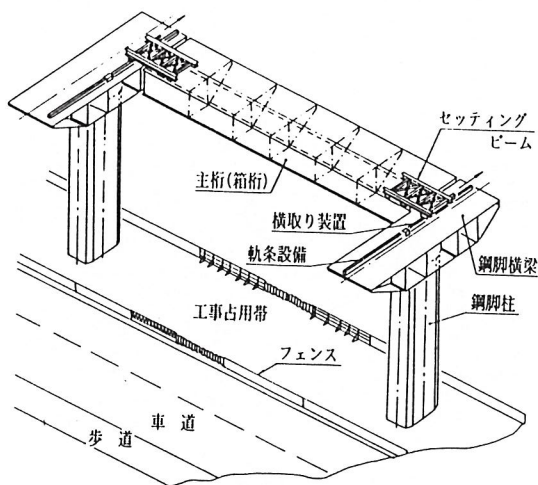 セッティング
ビーム
主桁(箱桁)
横取り装置
軌条設備
鋼脚横梁
鋼脚柱
工事占用帯
フェンス
車道
歩道